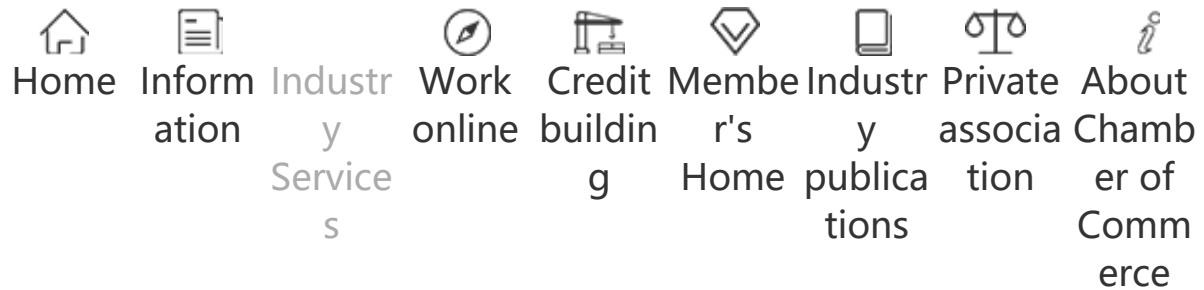 Home
Inform
ation
Industr
y
Service
s
Work
online
Credit
buildin
g
Membe
r's
Home
Industr
y
publica
tions
Private
associa
tion
About
Chamb
er of
Comm
erce